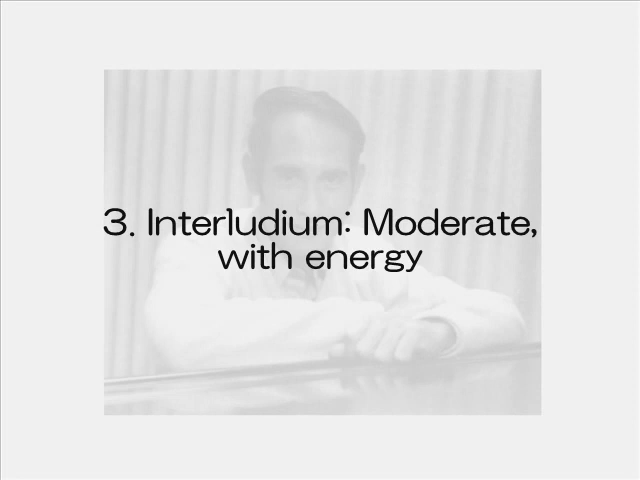 3. Interludium: Moderate,
with energy